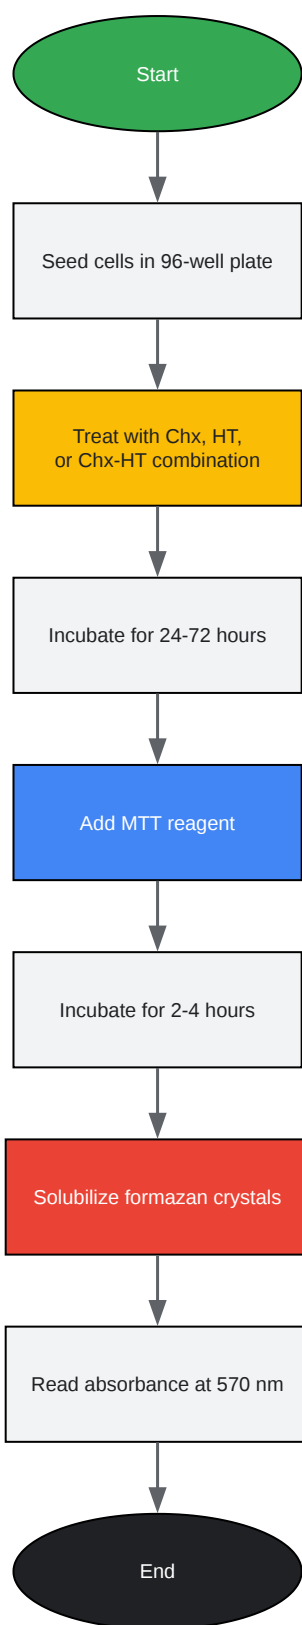 Start
Seed cells in 96-well plate
Treat with Chx, HT,
or Chx-HT combination
Incubate for 24-72 hours
Add MTT reagent
Incubate for 2-4 hours
Solubilize formazan crystals
Read absorbance at 570 nm
End